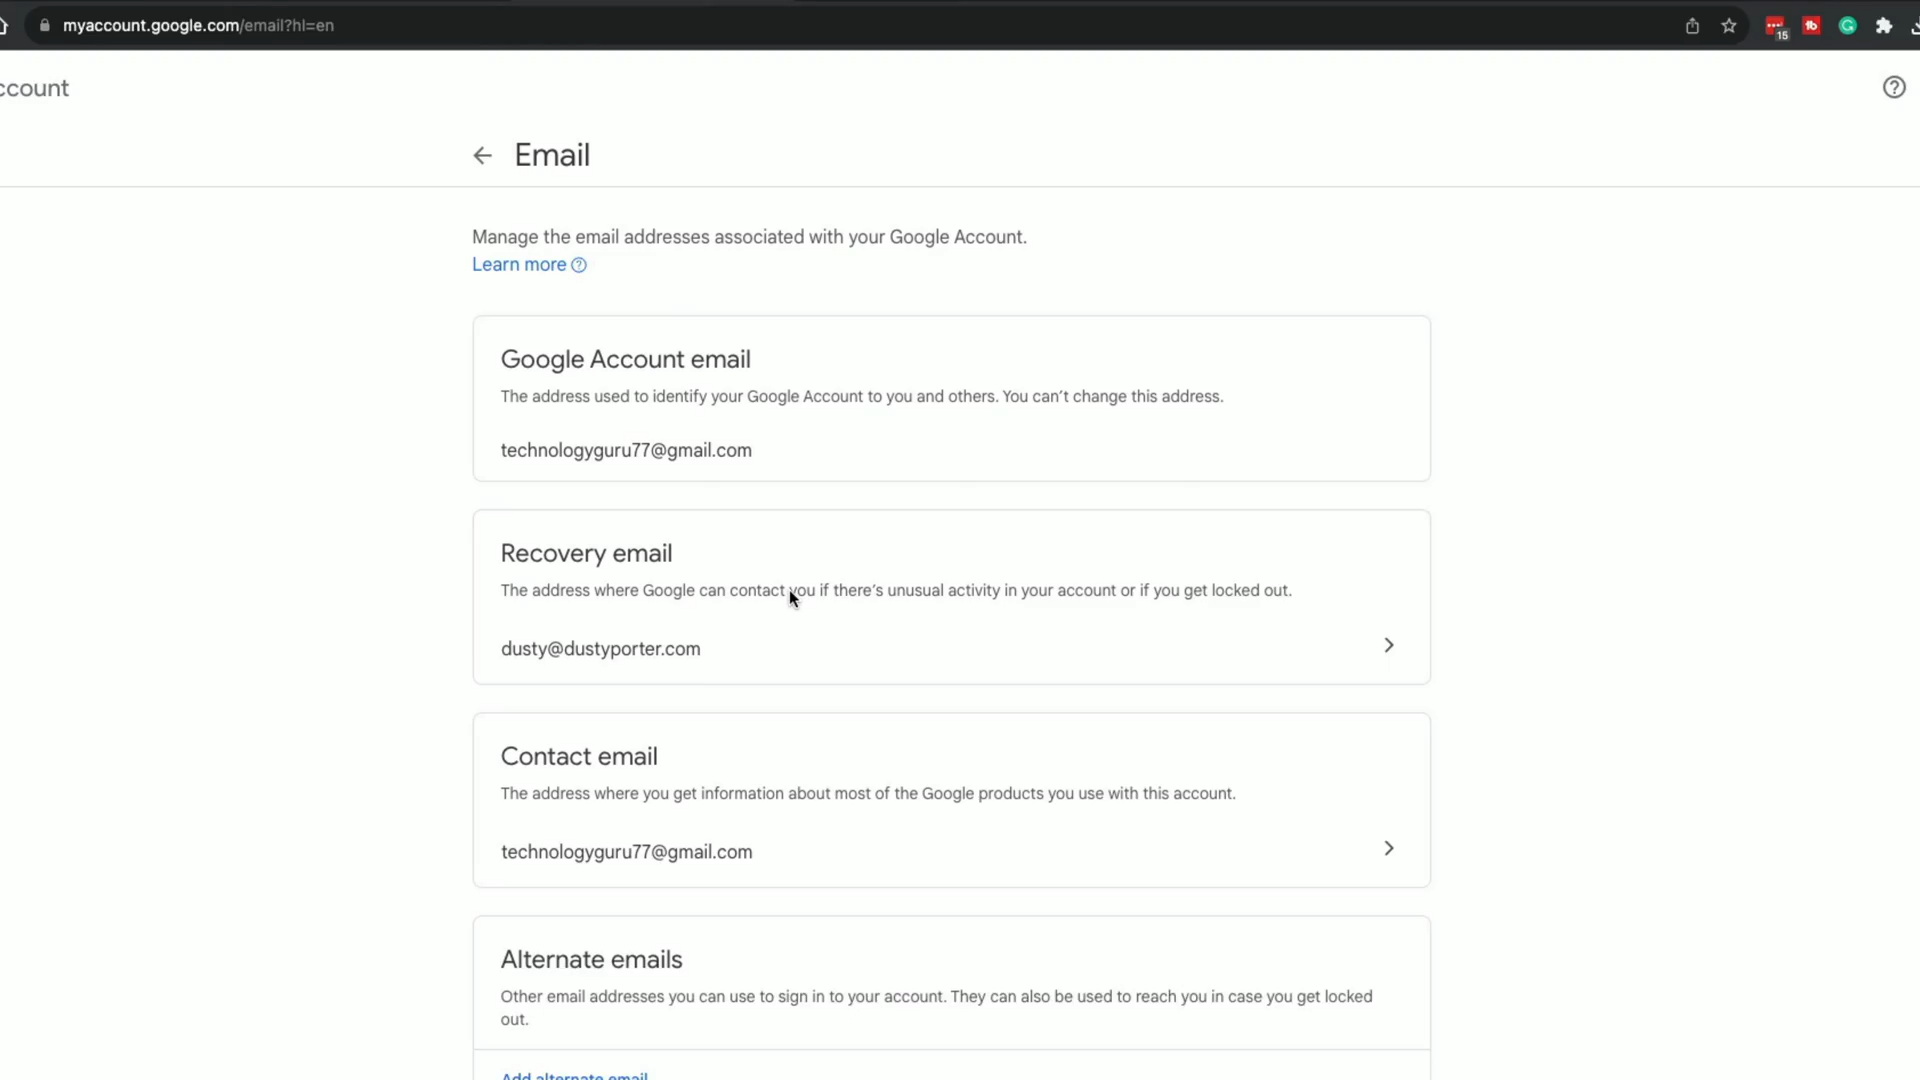 myaccount.google.com/email?hl=en
15
ccount
Email
Manage the email addresses associated with your Google Account.
Learn more
Google Account email
The address used to identify your Google Account to you and others. You can't change this address.
technologyguru77@gmail.com
Recovery email
The address where Google can contact you if there's unusual activity in your account or if you get locked out.
dusty@dustyporter.com
Contact email
The address where you get information about most of the Google products you use with this account.
technologyguru77@gmail.com
Alternate emails
Other email addresses you can use to sign in to your account. They can also be used to reach you in case you get locked
out.
Add alternate email